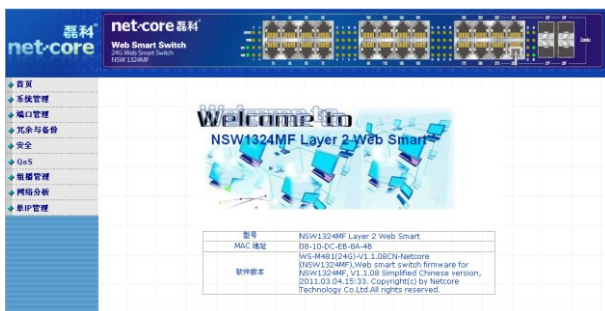 磊科
net·core
net·core 磊科
Web Smart Switch
24G Web Smart Switch
NSW 1324MF
Combo
首页
系统管理
端口管理
冗余与备份
安全
QoS
组播管理
网络分析
单IP管理
Welcome to
NSW1324MF Layer 2 Web Smart
型号 NSW1324MF Layer 2 Web Smart
MAC 地址 08-10-DC-EB-8A-48
软件版本 WS-M481(24G)-V1.1.08CN-Netcore
(NSW1324MF),Web smart switch firmware for
NSW1324MF, V1.1.08 Simplified Chinese version,
2011.03.04.15:33. Copyright(c) by Netcore
Technology Co.Ltd.All rights reserved.